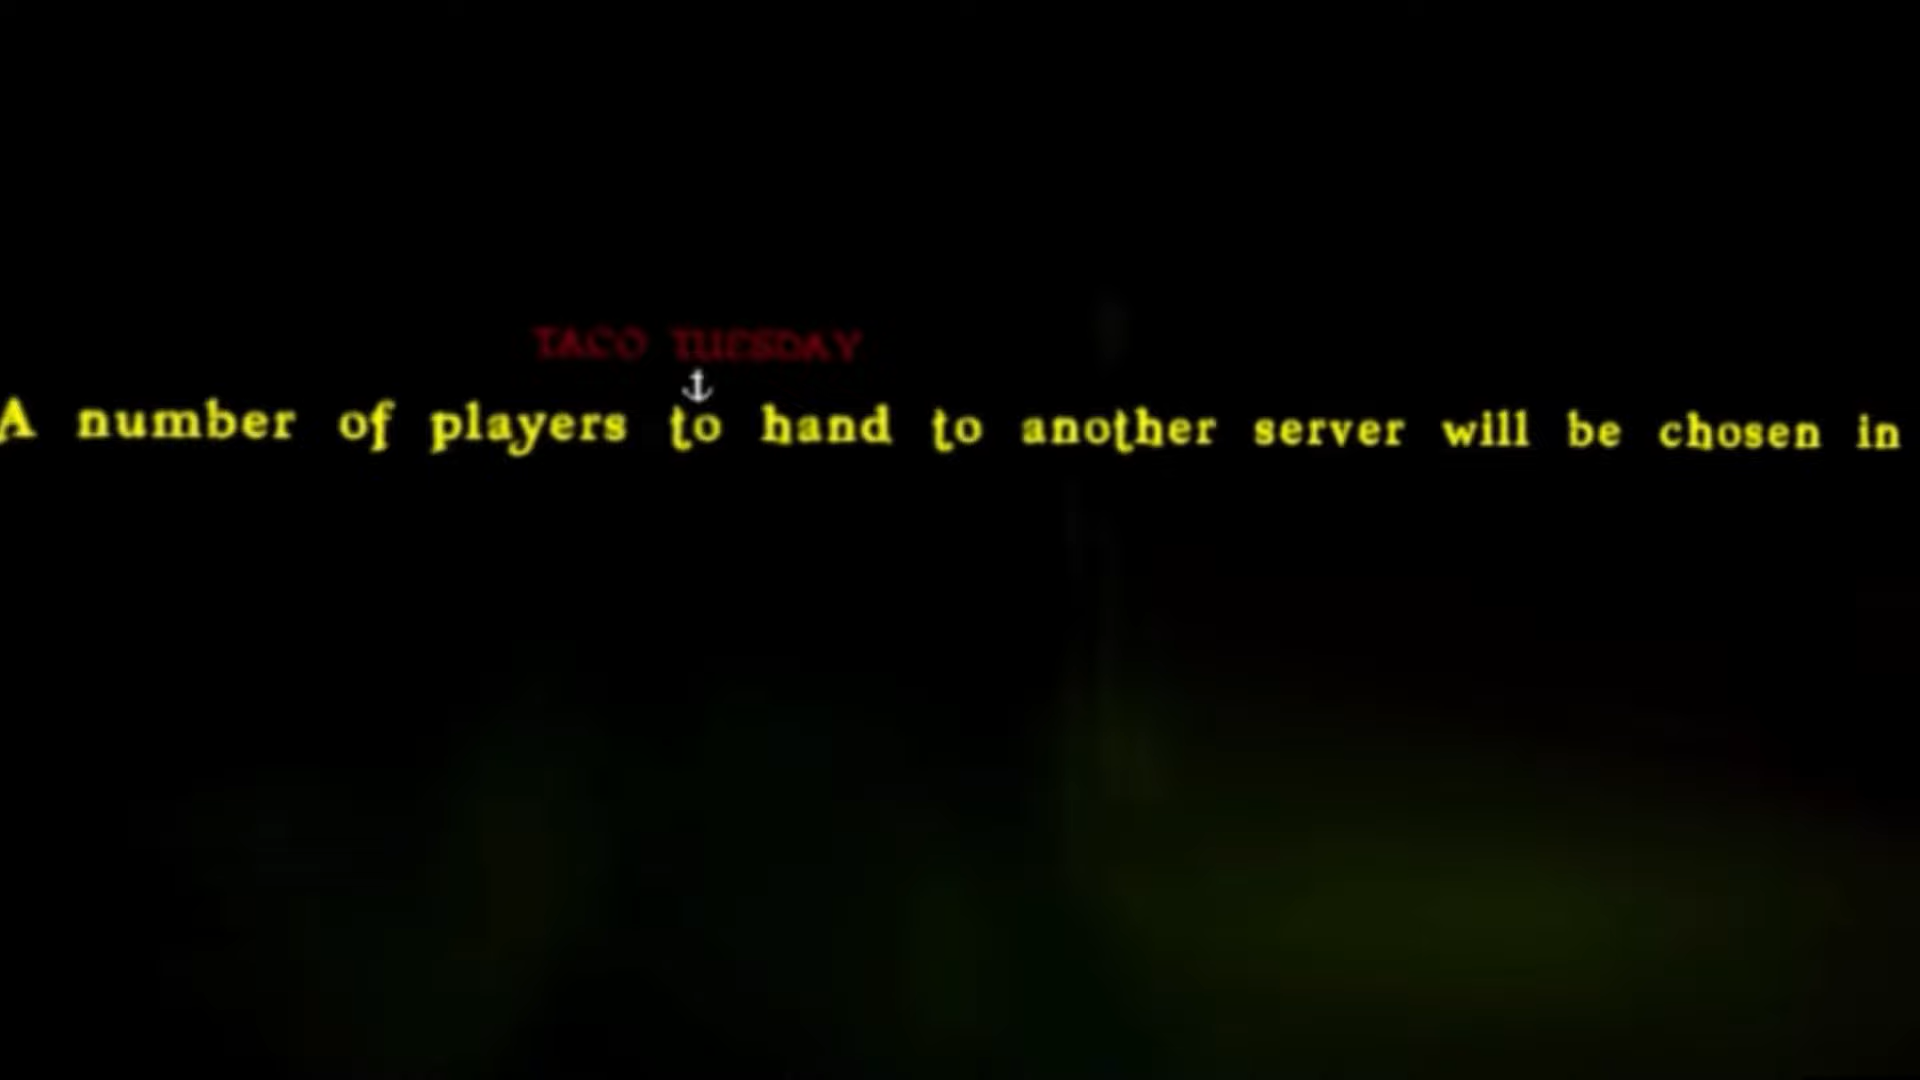 TACO TUESDAY
A number of players to hand to another server will be chosen in